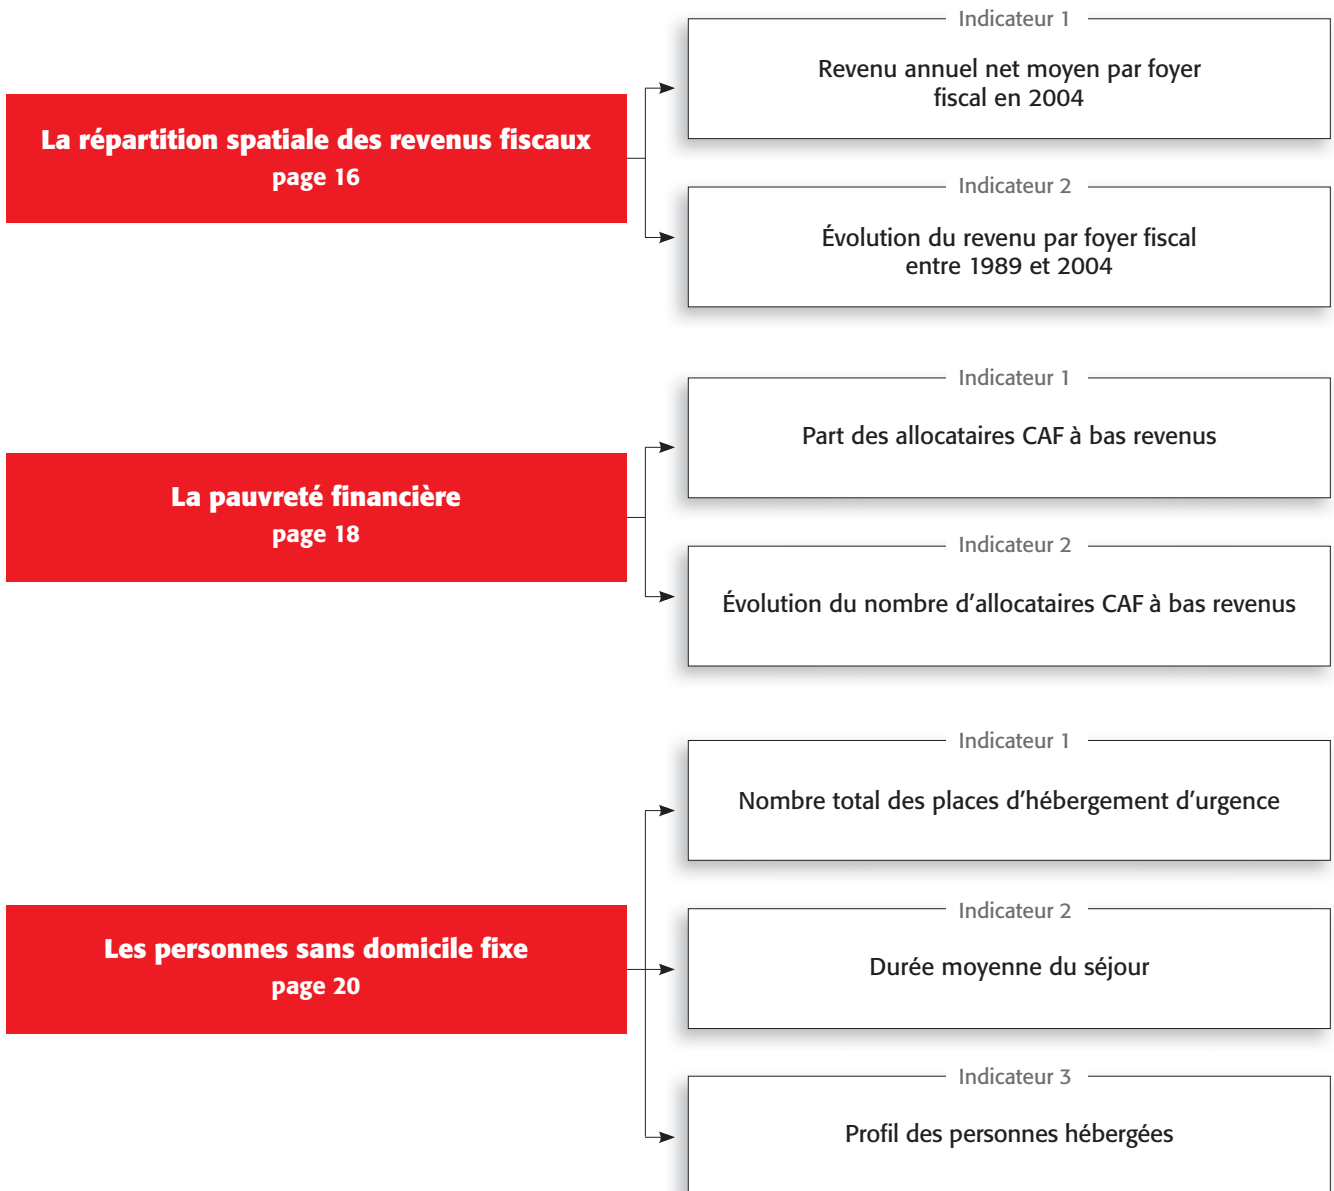 La répartition spatiale des revenus fiscaux
page 16
Indicateur 1
Revenu annuel net moyen par foyer
fiscal en 2004
Indicateur 2
Évolution du revenu par foyer fiscal
entre 1989 et 2004
La pauvreté financière
page 18
Indicateur 1
Part des allocataires CAF à bas revenus
Indicateur 2
Évolution du nombre d'allocataires CAF à bas revenus
Les personnes sans domicile fixe
page 20
Indicateur 1
Nombre total des places d'hébergement d'urgence
Indicateur 2
Durée moyenne du séjour
Indicateur 3
Profil des personnes hébergées